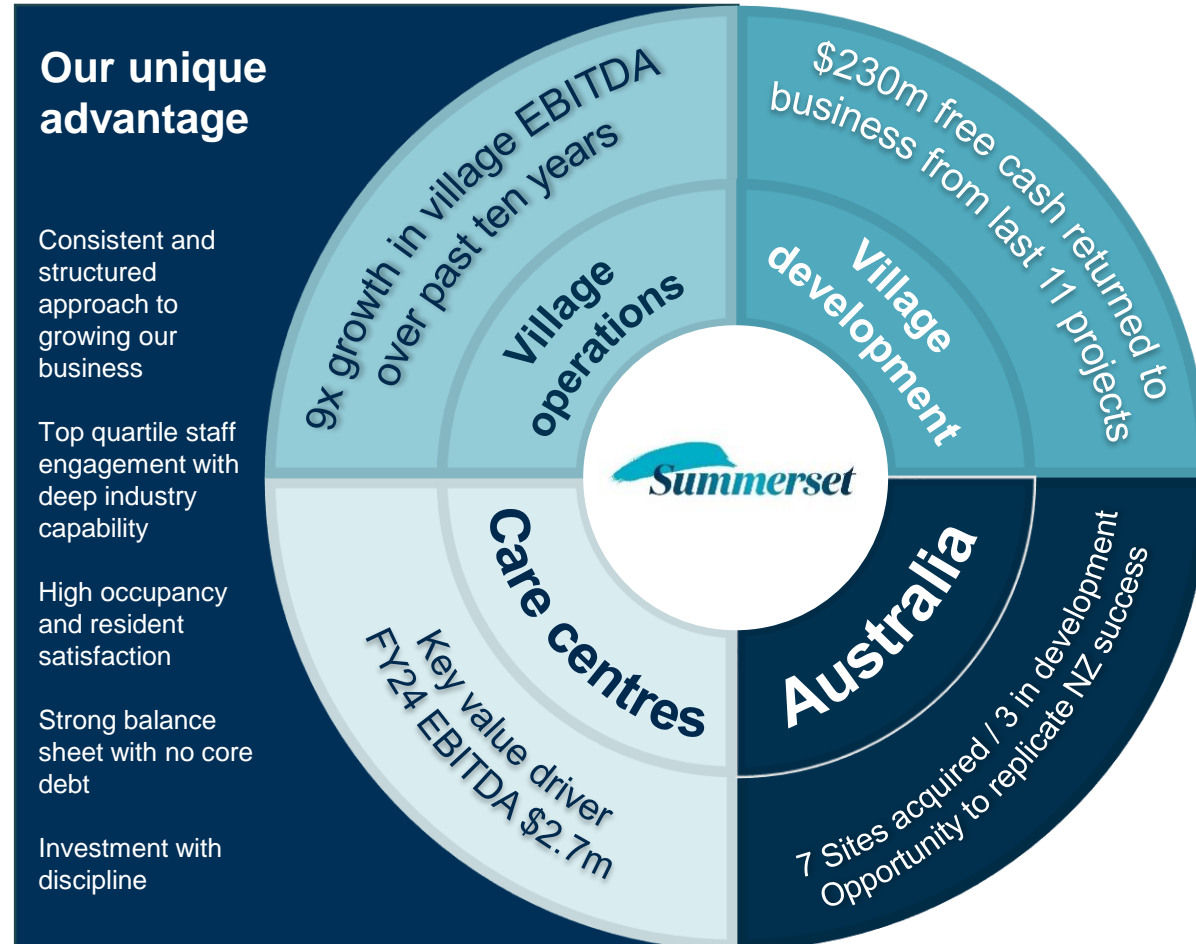 Our unique
advantage
Consistent and
structured
approach to
growing our
business
Top quartile staff
engagement with
deep industry
capability
High occupancy
and resident
satisfaction
Strong balance
sheet with no core
debt
Investment with
discipline
9x growth in village EBITDA
over past ten years
Village
operations
$230m free cash returned to
business from last 11 projects
Village
development
Summerset
Care centres
Key value driver
FY24 EBITDA $2.7m
Australia
7 Sites acquired / 3 in development
Opportunity to replicate NZ success